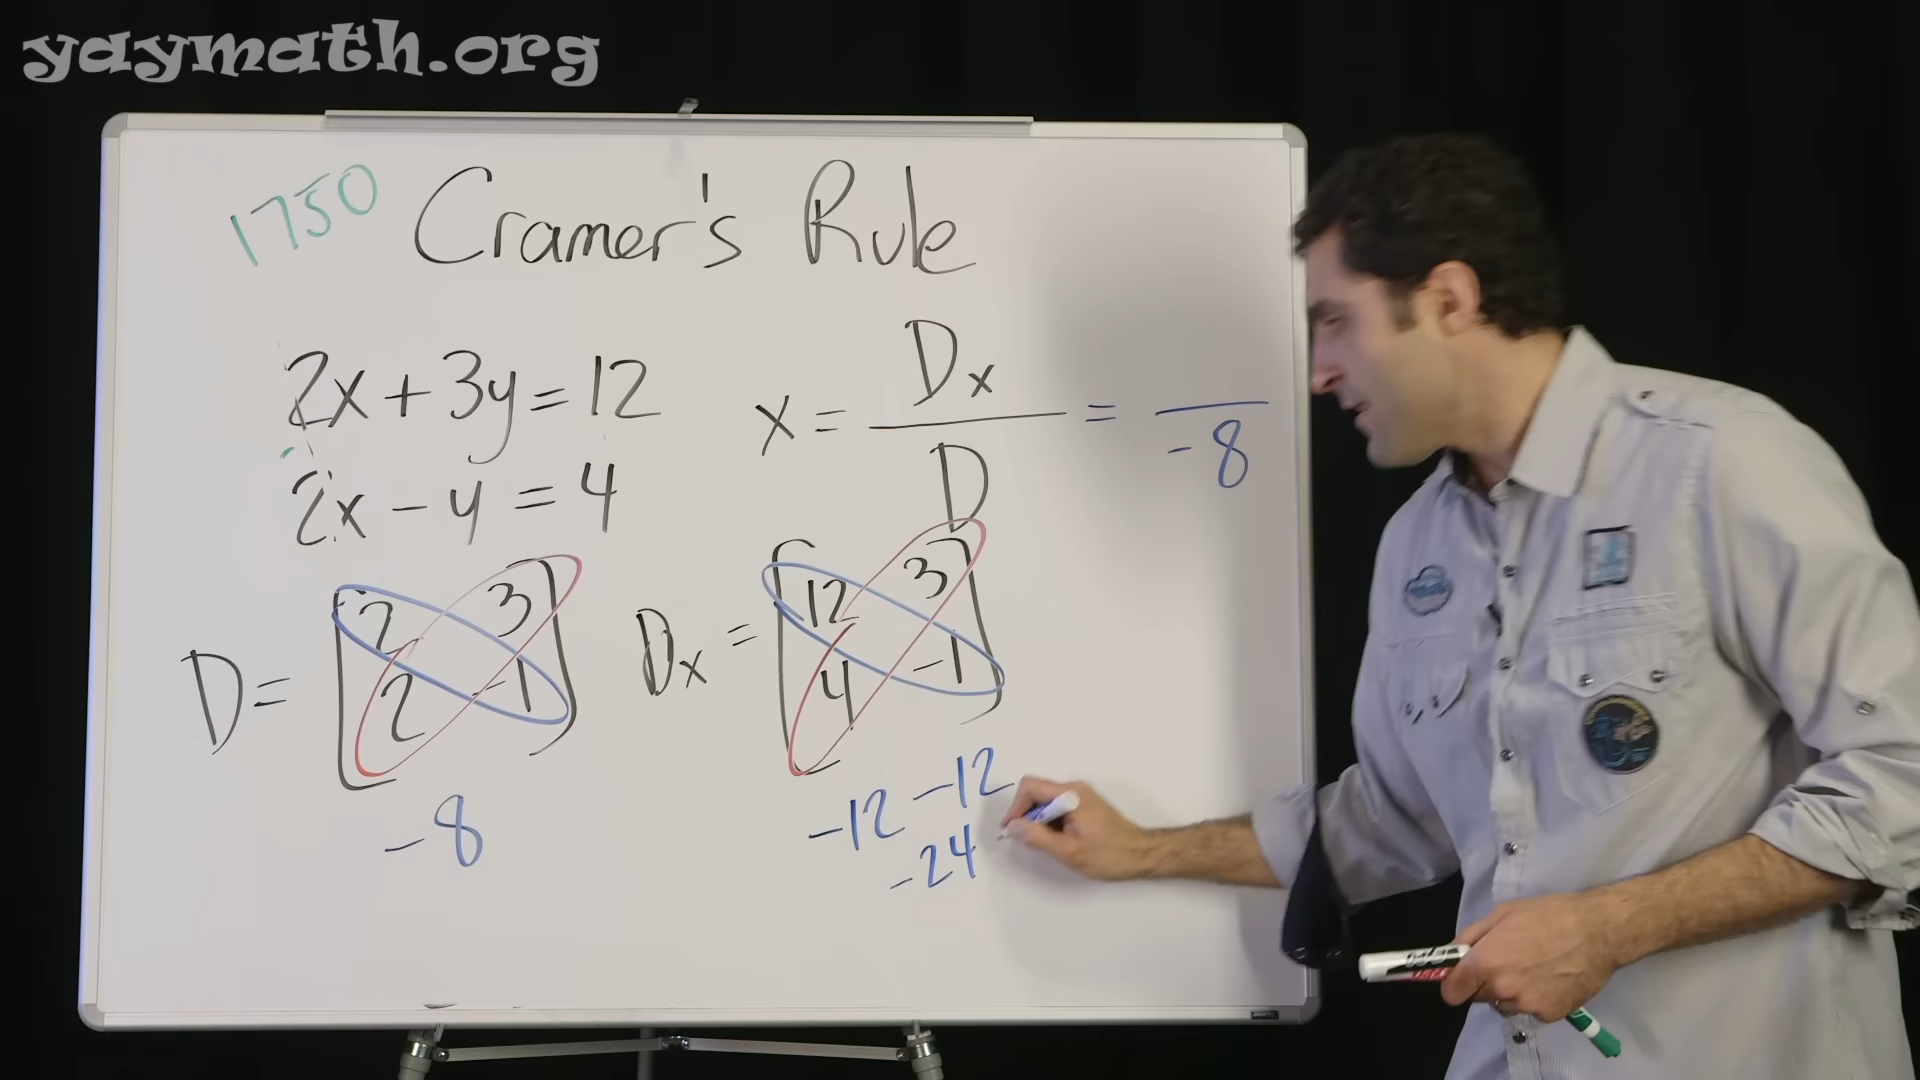 yaymath.org
1750 Cramer's Rule
2x + 3y = 12
2x - y = 4
x = Dx / D = / -8
D = [2 3
2 -1]
-8
Dx = [12 3
4 -1]
-12 -12
-24